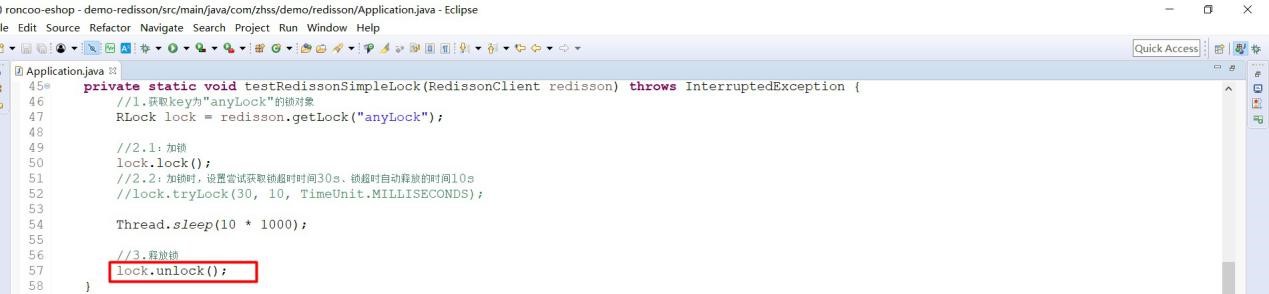 roncoo-eshop - demo-redisson/src/main/java/com/zhss/demo/redisson/Application.java - Eclipse
Edit Source Refactor Navigate Search Project Run Window Help
Quick Access
Application.java
45 private static void testRedissonSimpleLock(RedissonClient redisson) throws InterruptedException {
46 //1.获取key为"anyLock"的锁对象
47 RLock lock = redisson.getLock("anyLock");
48
49 //2.1：加锁
50 lock.lock();
51 //2.2：加锁时，设置尝试获取锁超时时间30s、锁超时自动释放的时间10s
52 //lock.tryLock(30, 10, TimeUnit.MILLISECONDS);
53
54 Thread.sleep(10 * 1000);
55
56 //3.释放锁
57 lock.unlock();
58 }